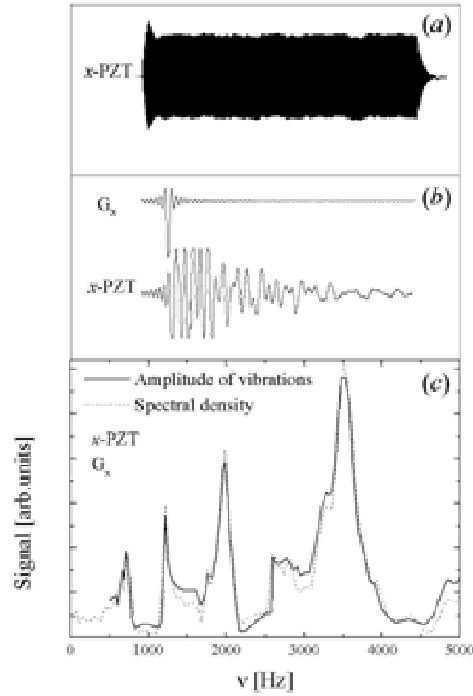 (a)
x-PZT
(b)
Gx
x-PZT
(c)
Amplitude of vibrations
Spectral density
x-PZT
Gx
Signal [arb.units]
0 1000 2000 3000 4000 5000
ν [Hz]